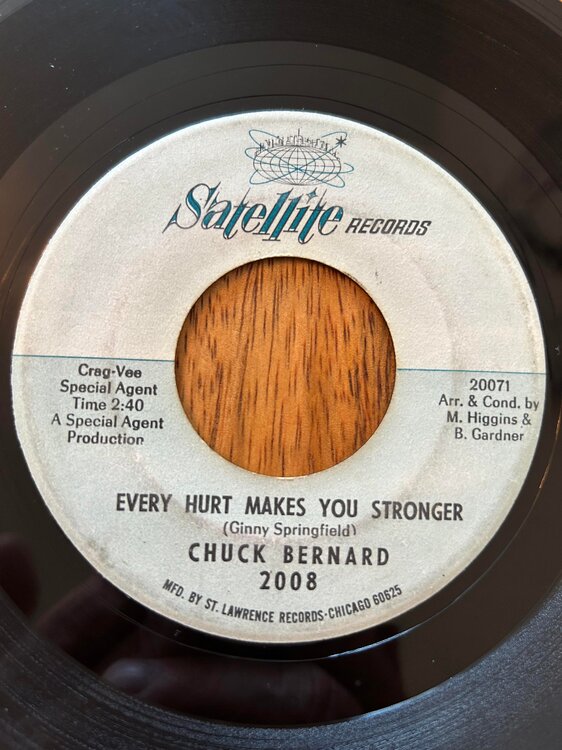 Satellite RECORDS
Crag-Vee
Special Agent
Time 2:40
A Special Agent
Production
20071
Arr. & Cond. by
M. Higgins &
B. Gardner
EVERY HURT MAKES YOU STRONGER
(Ginny Springfield)
CHUCK BERNARD
2008
MFD. BY ST. LAWRENCE RECORDS-CHICAGO 60625